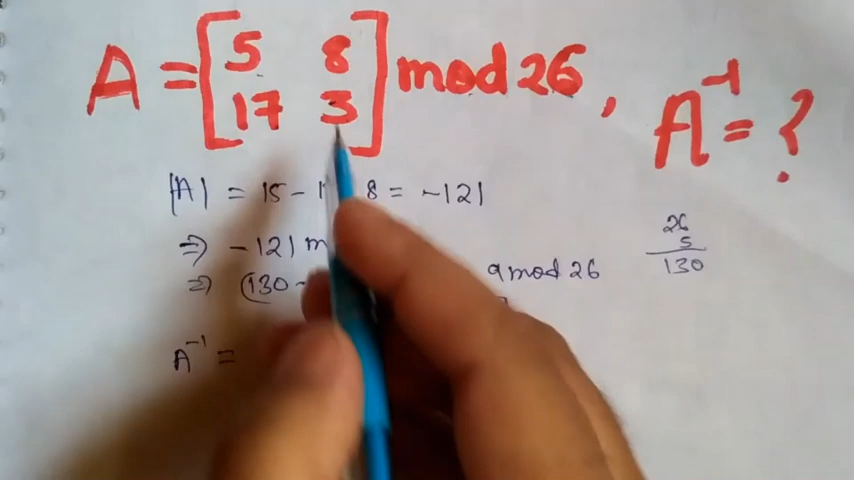 A = [5 8
17 3] mod 26, A⁻¹ = ?
|A| = 15 - 8 = -121
⇒ -121 m
⇒ (130 - 9 mod 26
A⁻¹ =
26
5
130